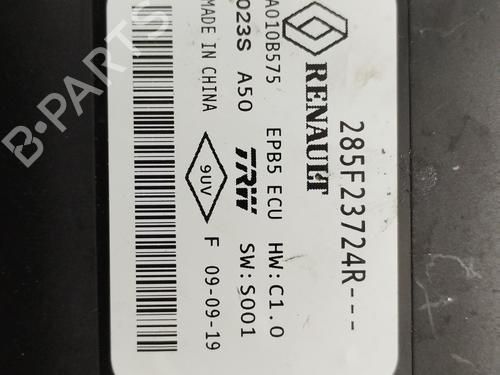 RENAULT
285F23724R---
A010B575
EPB5 ECU HW:C1.0
023S A50
TRW
SW:S001
MADE IN CHINA
9UV
F 09-09-19
B-PARTS